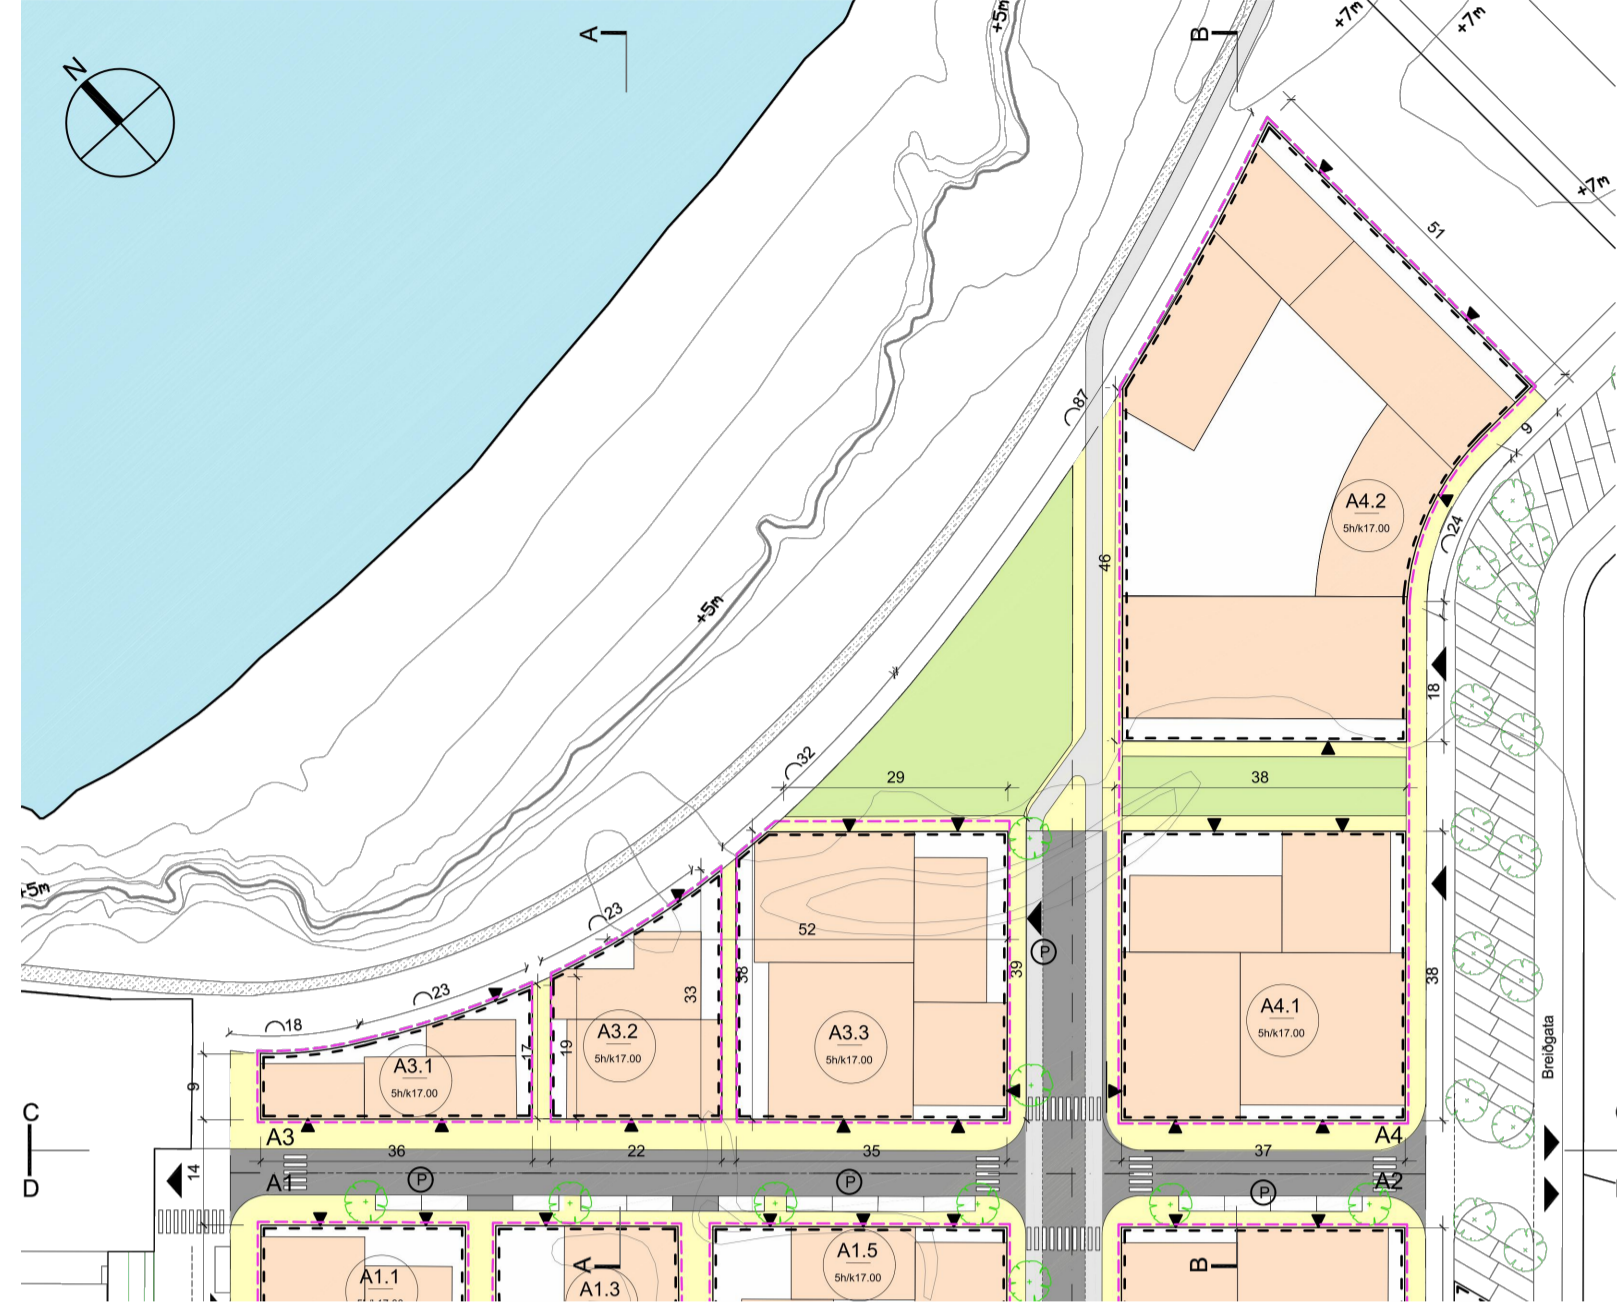 N
A
B
+5m
+7m
+7m
+7m
51
87
9
A4.2
5h/k17.00
24
46
+5m
18
32
29
38
+5m
23
52
38
39
33
A3.3
5h/k17.00
A4.1
5h/k17.00
38
23
18
A3.2
5h/k17.00
19
17
A3.1
5h/k17.00
9
Breiðgata
P
C
D
A3
A4
36
22
35
37
14
A1
P
P
P
A2
A1.1
A
A1.3
A1.5
5h/k17.00
B